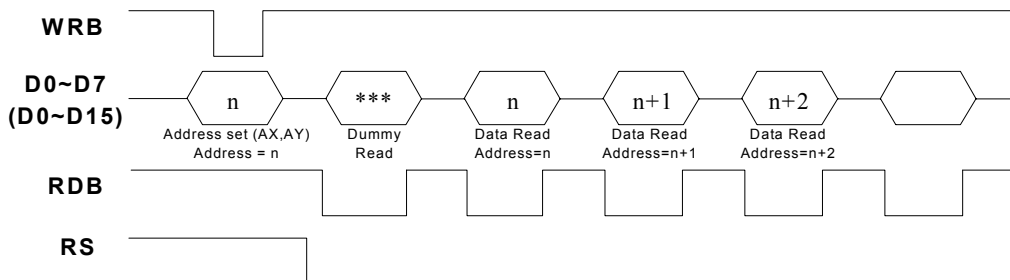 WRB
D0~D7
(D0~D15)
n
***
n
n+1
n+2
Address set (AX,AY)
Address = n
Dummy
Read
Data Read
Address=n
Data Read
Address=n+1
Data Read
Address=n+2
RDB
RS